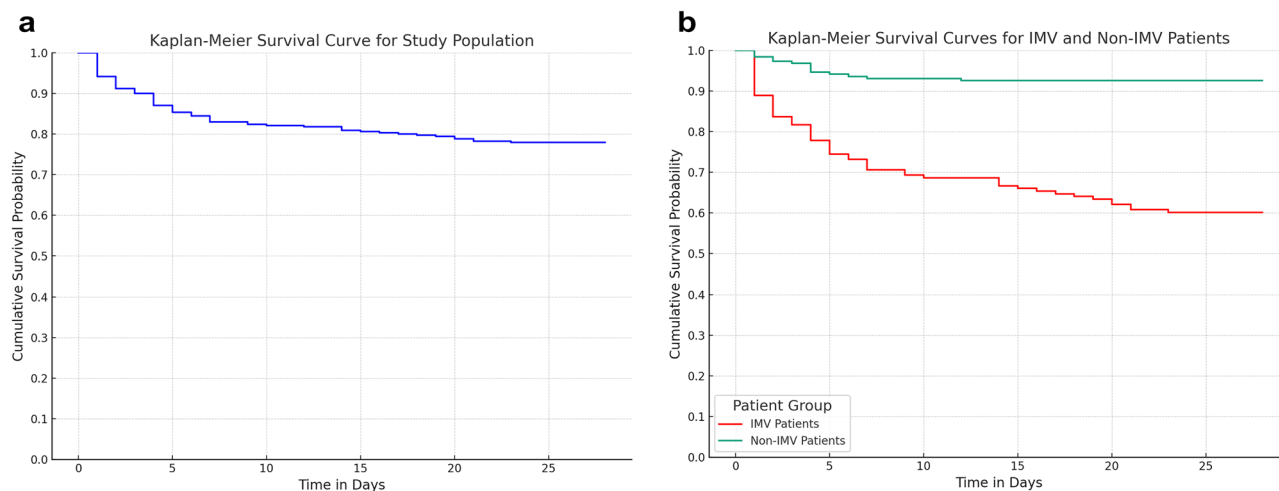 a
Kaplan-Meier Survival Curve for Study Population
Cumulative Survival Probability
1.0
0.9
0.8
0.7
0.6
0.5
0.4
0.3
0.2
0.1
0.0
0 5 10 15 20 25
Time in Days
b
Kaplan-Meier Survival Curves for IMV and Non-IMV Patients
Cumulative Survival Probability
1.0
0.9
0.8
0.7
0.6
0.5
0.4
0.3
0.2
0.1
0.0
Patient Group
IMV Patients
Non-IMV Patients
0 5 10 15 20 25
Time in Days